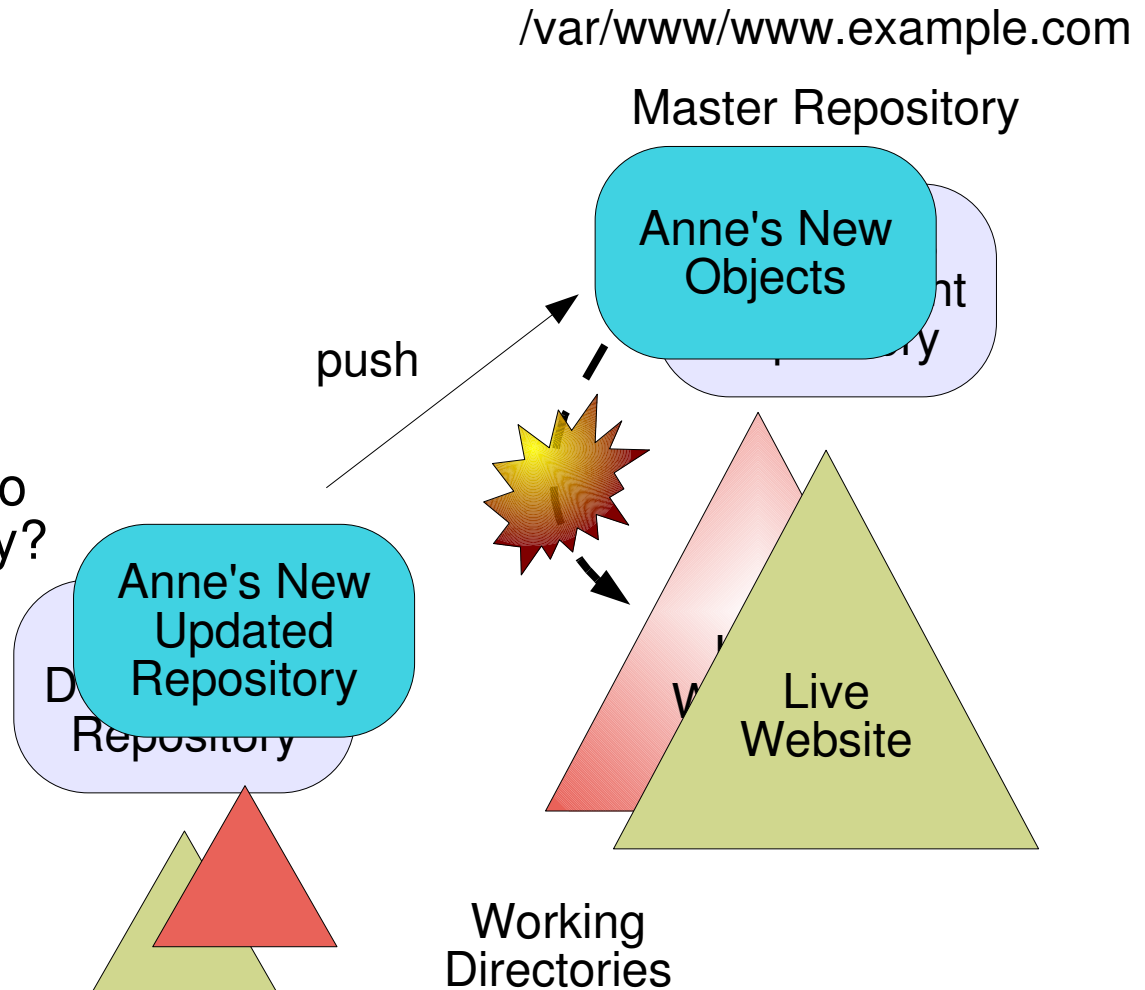 /var/www/www.example.com
Master Repository
Anne's New
Objects
push
Anne's New
Updated
Repository
Repository
Live
Website
Working
Directories